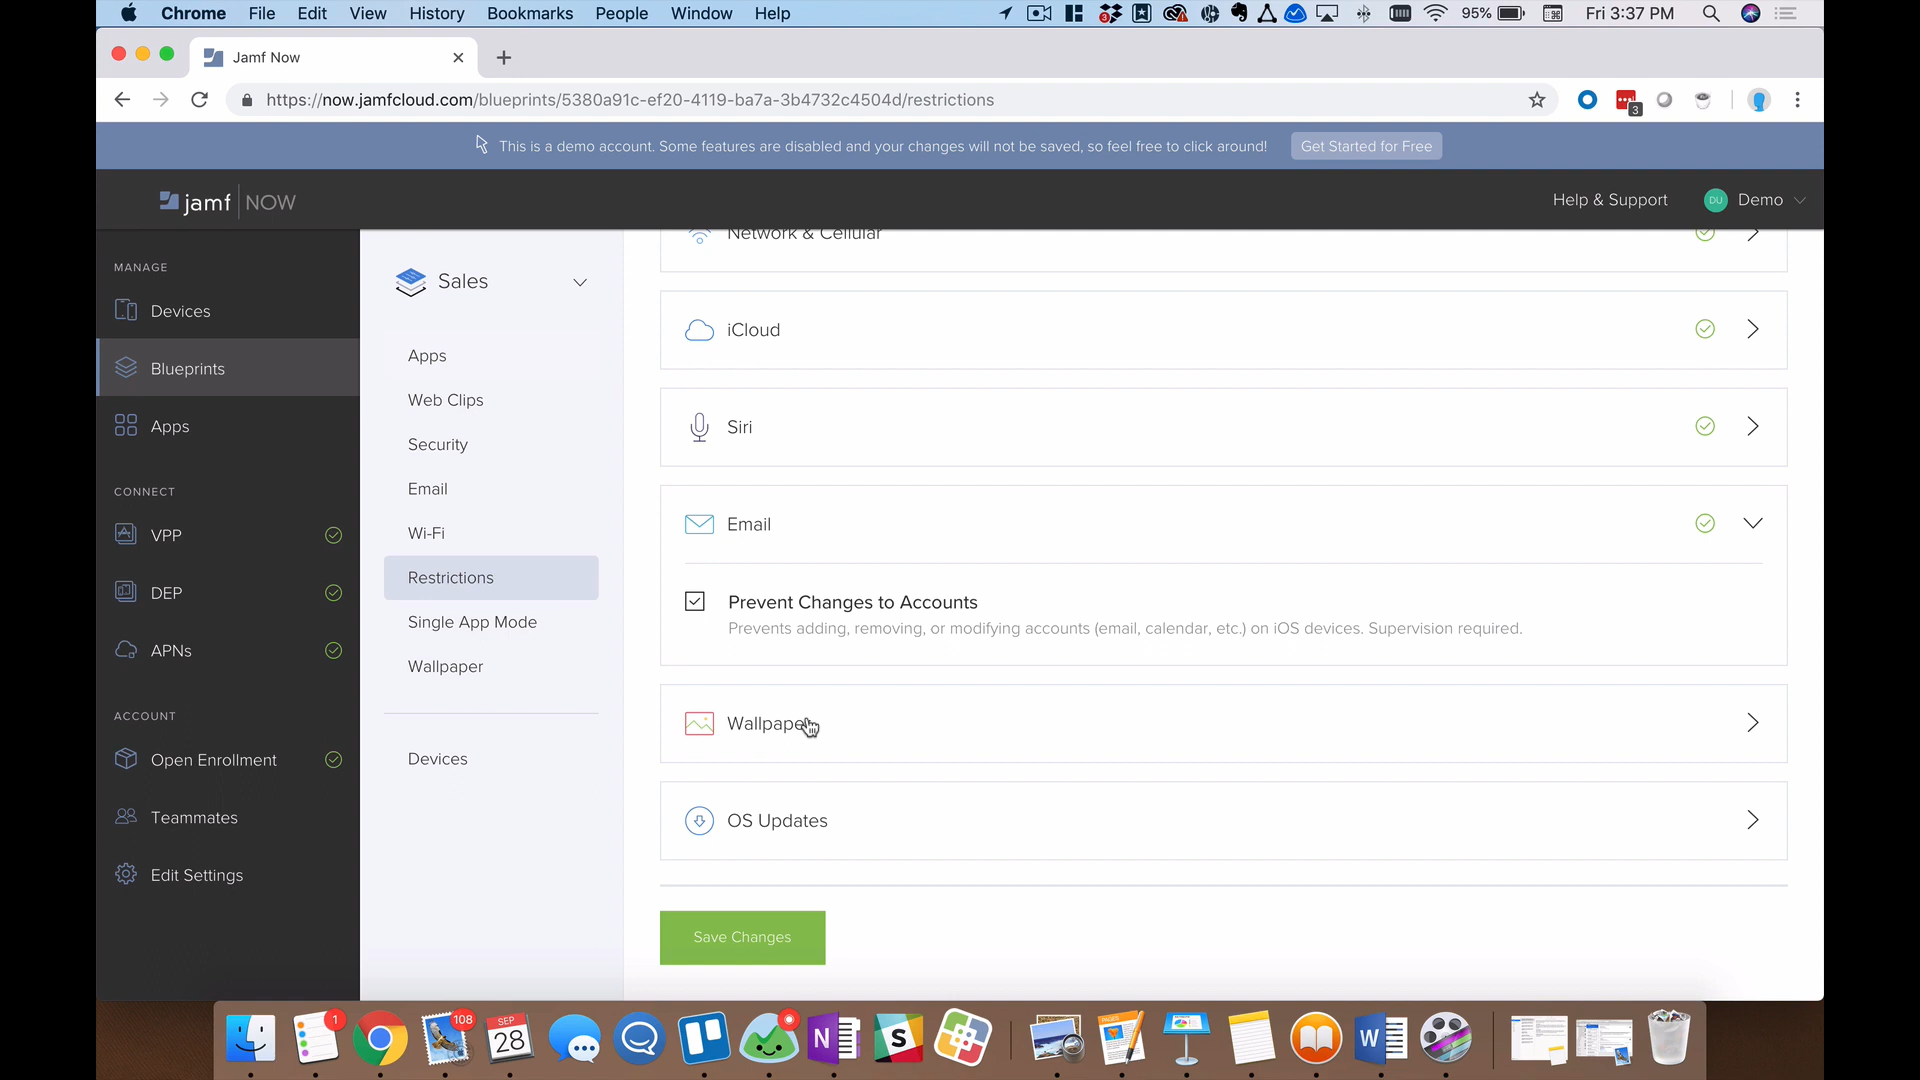 Chrome File Edit View History Bookmarks People Window Help 3 95% Fri 3:37 PM
Jamf Now
https://now.jamfcloud.com/blueprints/5380a91c-ef20-4119-ba7a-3b4732c4504d/restrictions 3
This is a demo account. Some features are disabled and your changes will not be saved, so feel free to click around! Get Started for Free
jamf NOW Help & Support DU Demo
MANAGE
Devices
Blueprints
Apps
CONNECT
VPP
DEP
APNs
ACCOUNT
Open Enrollment
Teammates
Edit Settings
Sales
Apps
Web Clips
Security
Email
Wi-Fi
Restrictions
Single App Mode
Wallpaper
Devices
Network & Cellular
iCloud
Siri
Email
Prevent Changes to Accounts
Prevents adding, removing, or modifying accounts (email, calendar, etc.) on iOS devices. Supervision required.
Wallpaper
OS Updates
Save Changes
1 108 SEP 28 N S PAGES W